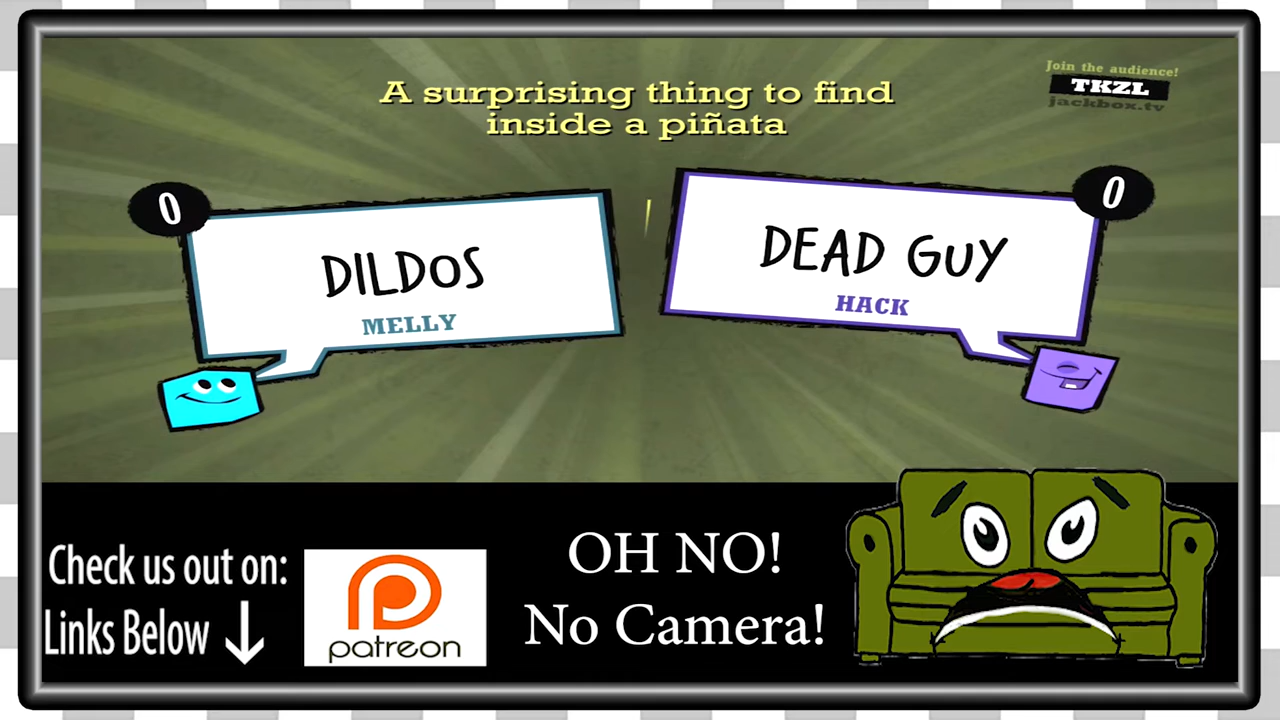 A surprising thing to find
inside a piñata
Join the audience!
TKZL
jackbox.tv
0
DILDOS
MELLY
0
DEAD GUY
HACK
Check us out on:
Links Below
patreon
OH NO!
No Camera!